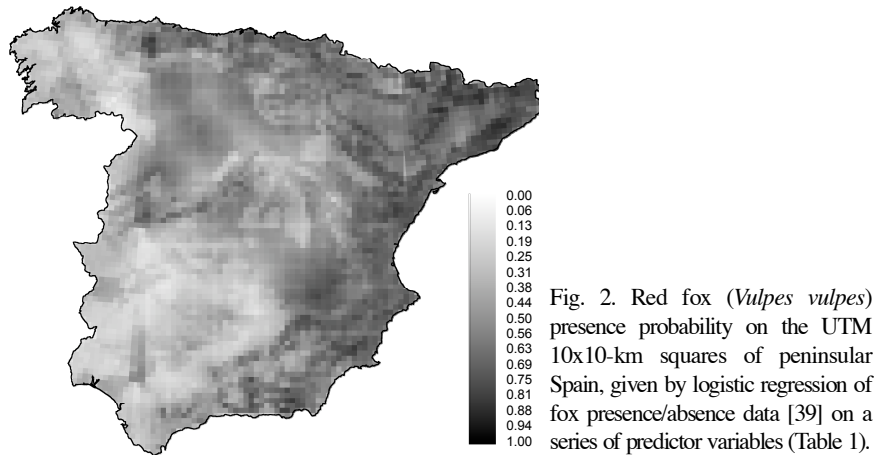 0.00
0.06
0.13
0.19
0.25
0.31
0.38
0.44
0.50
0.56
0.63
0.69
0.75
0.81
0.88
0.94
1.00
Fig. 2. Red fox (Vulpes vulpes)
presence probability on the UTM
10x10-km squares of peninsular
Spain, given by logistic regression of
fox presence/absence data [39] on a
series of predictor variables (Table 1).